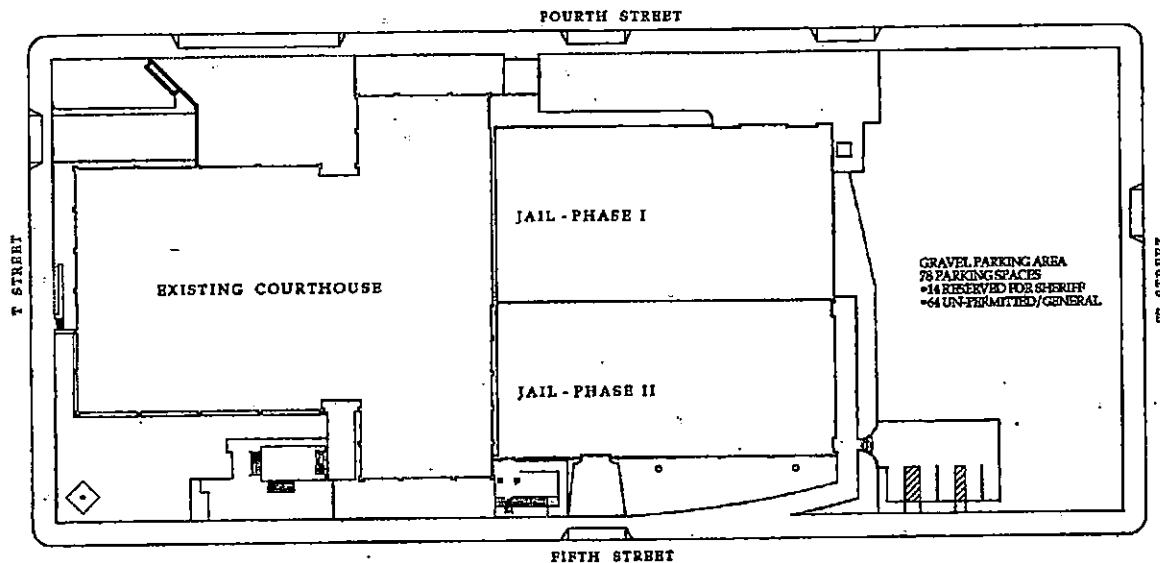 FOURTH STREET
T STREET
EXISTING COURTHOUSE
JAIL - PHASE I
JAIL - PHASE II
GRAVEL PARKING AREA
78 PARKING SPACES
*14 RESERVED FOR SHERIFF
*64 UN-PERMITTED/GENERAL
STREET
FIFTH STREET